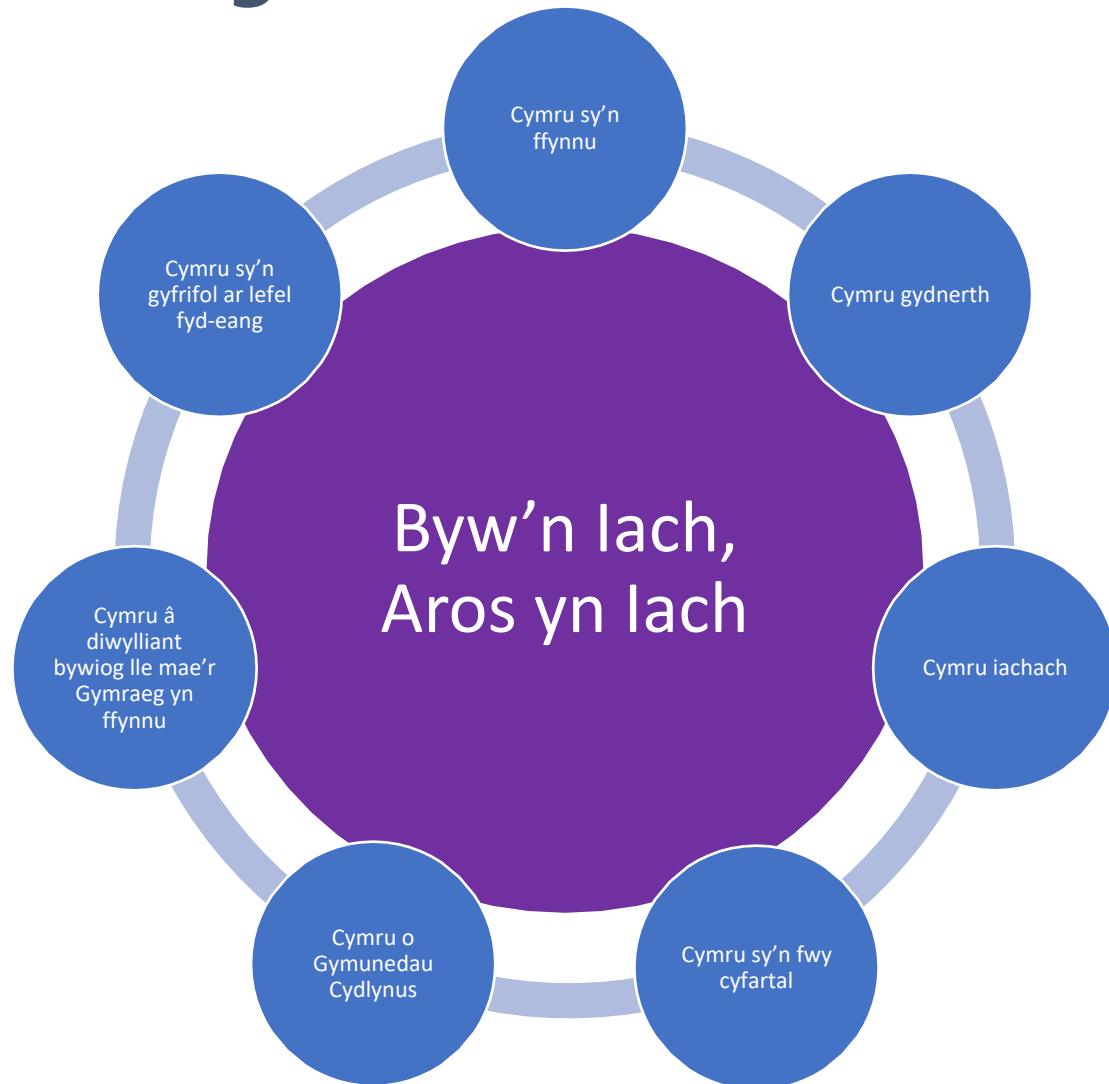 Cymru sy’n
ffynnu
Cymru gydnerth
Cymru iachach
Cymru sy’n fwy
cyfartal
Cymru o
Gymunedau
Cydlynus
Cymru â
diwylliant
bywiog lle mae’r
Gymraeg yn
ffynnu
Cymru sy’n
gyfrifol ar lefel
fyd-eang
Byw’n Iach,
Aros yn Iach